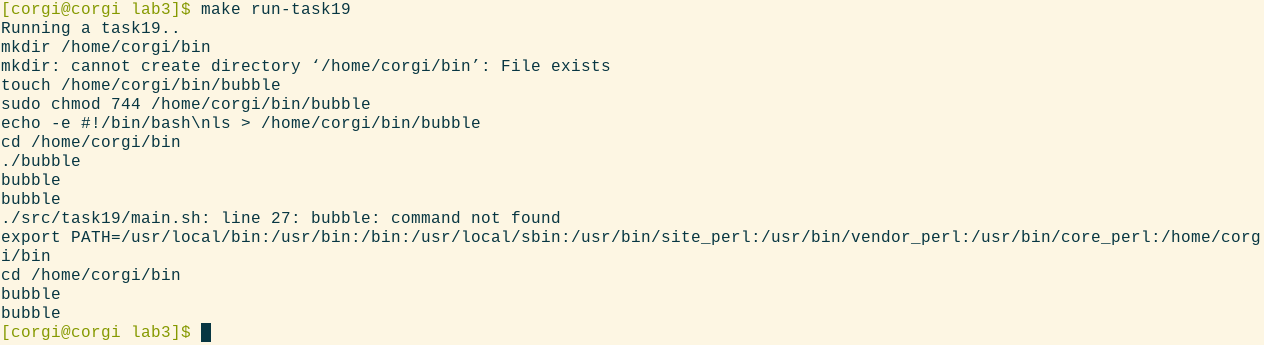 [corgi@corgi lab3]$ make run-task19
Running a task19..
mkdir /home/corgi/bin
mkdir: cannot create directory ‘/home/corgi/bin’: File exists
touch /home/corgi/bin/bubble
sudo chmod 744 /home/corgi/bin/bubble
echo -e #!/bin/bash\nls > /home/corgi/bin/bubble
cd /home/corgi/bin
./bubble
bubble
bubble
./src/task19/main.sh: line 27: bubble: command not found
export PATH=/usr/local/bin:/usr/bin:/bin:/usr/local/sbin:/usr/bin/site_perl:/usr/bin/vendor_perl:/usr/bin/core_perl:/home/corg
i/bin
cd /home/corgi/bin
bubble
bubble
[corgi@corgi lab3]$